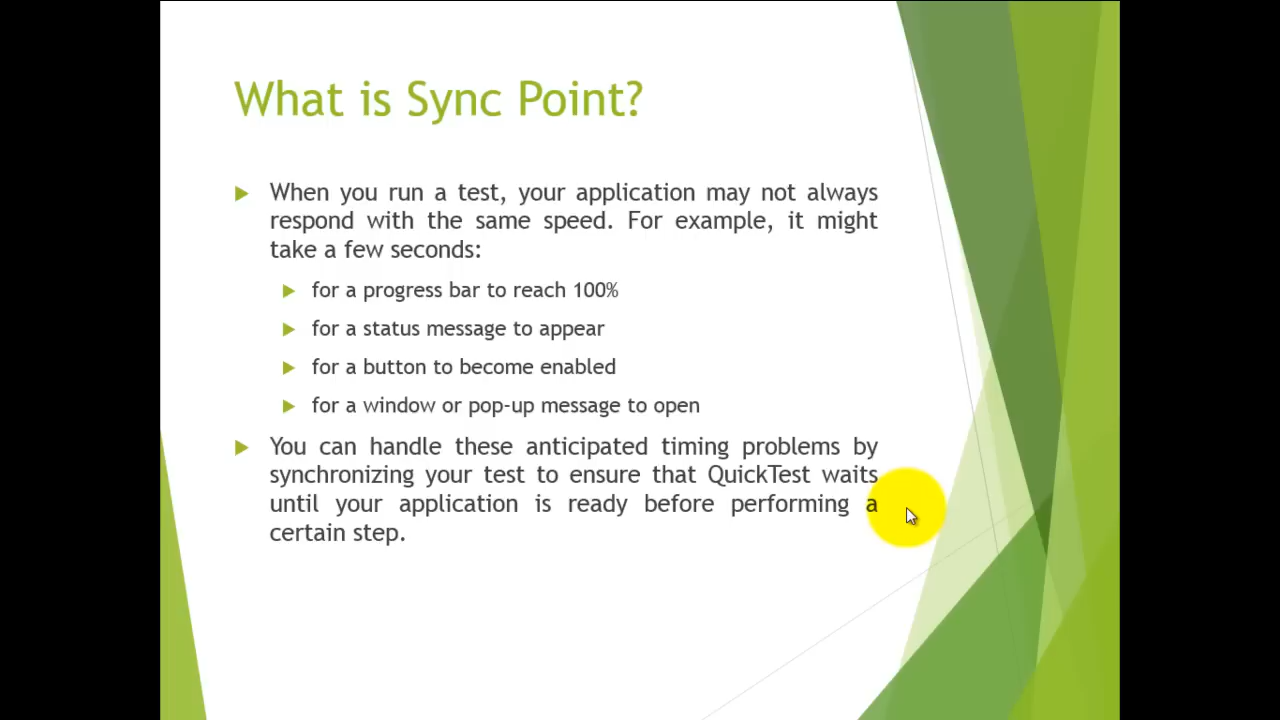 What is Sync Point?
When you run a test, your application may not always
respond with the same speed. For example, it might
take a few seconds:
for a progress bar to reach 100%
for a status message to appear
for a button to become enabled
for a window or pop-up message to open
You can handle these anticipated timing problems by
synchronizing your test to ensure that QuickTest waits
until your application is ready before performing a
certain step.